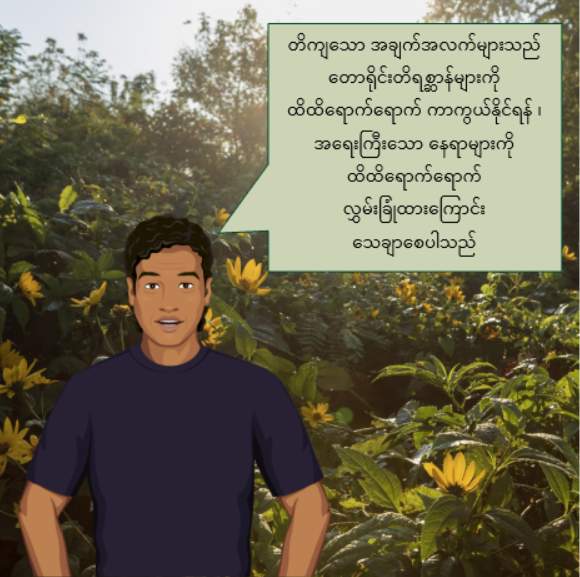 တိကျသော အချက်အလက်များသည်
တောရိုင်းတိရစ္ဆာန်များကို
ထိထိရောက်ရောက် ကာကွယ်နိုင်ရန် ၊
အရေးကြီးသော နေရာများကို
ထိထိရောက်ရောက်
လွှမ်းခြုံထားကြောင်း
သေချာစေပါသည်